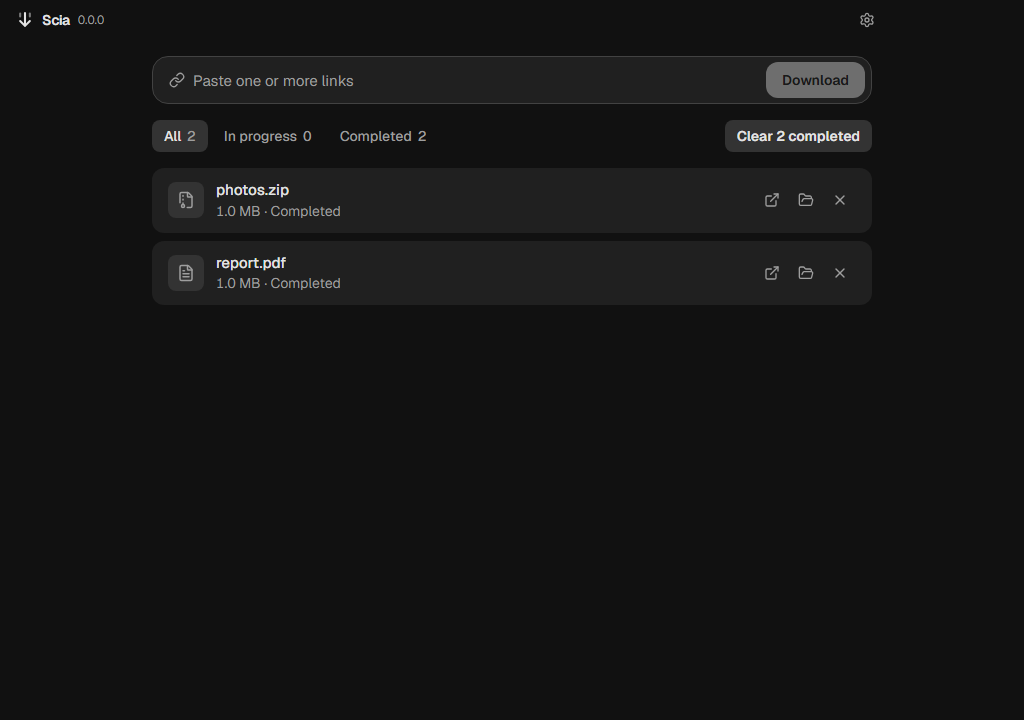 Scia 0.0.0
Paste one or more links
Download
All 2
In progress 0
Completed 2
Clear 2 completed
photos.zip
1.0 MB · Completed
report.pdf
1.0 MB · Completed